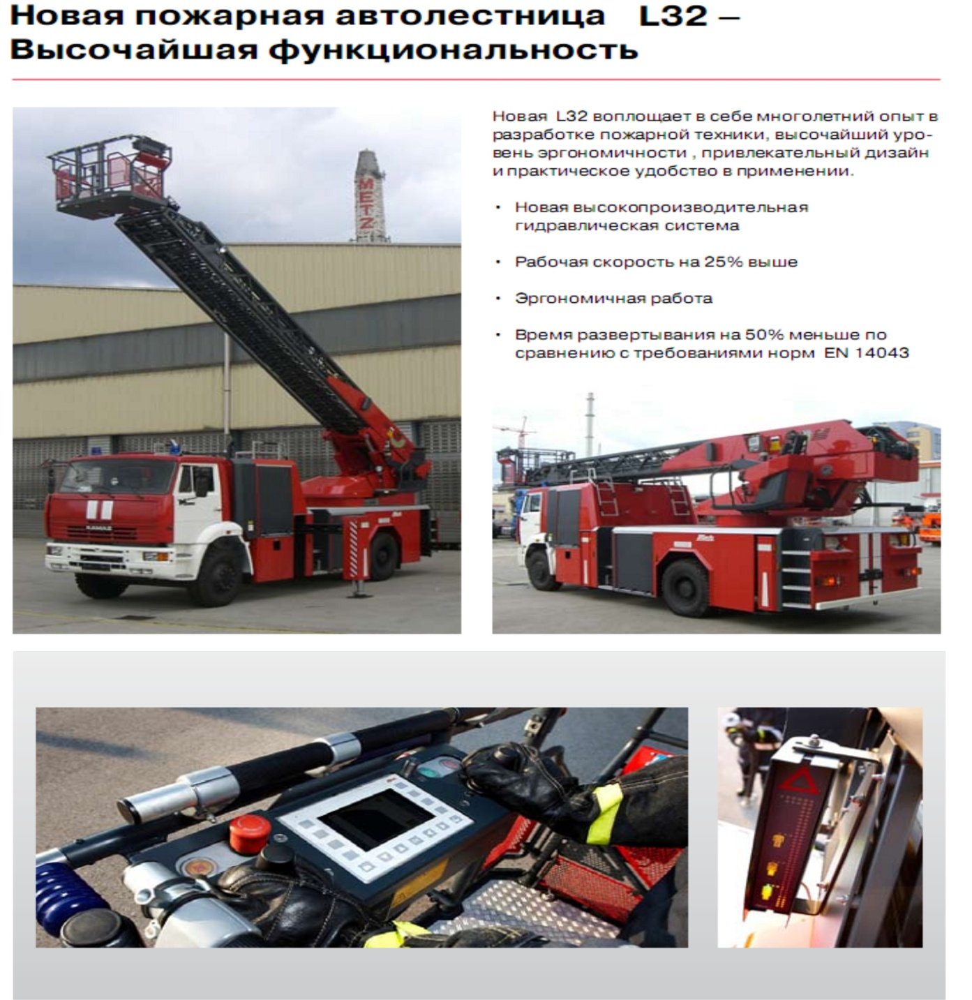 Новая пожарная автолестница L32 –
Высочайшая функциональность
METZ
КАМАZ
Новая L32 воплощает в себе многолетний опыт в
разработке пожарной техники, высочайший уро-
вень эргономичности , привлекательный дизайн
и практическое удобство в применении.
• Новая высокопроизводительная
гидравлическая система
• Рабочая скорость на 25% выше
• Эргономичная работа
• Время развертывания на 50% меньше по
сравнению с требованиями норм EN 14043